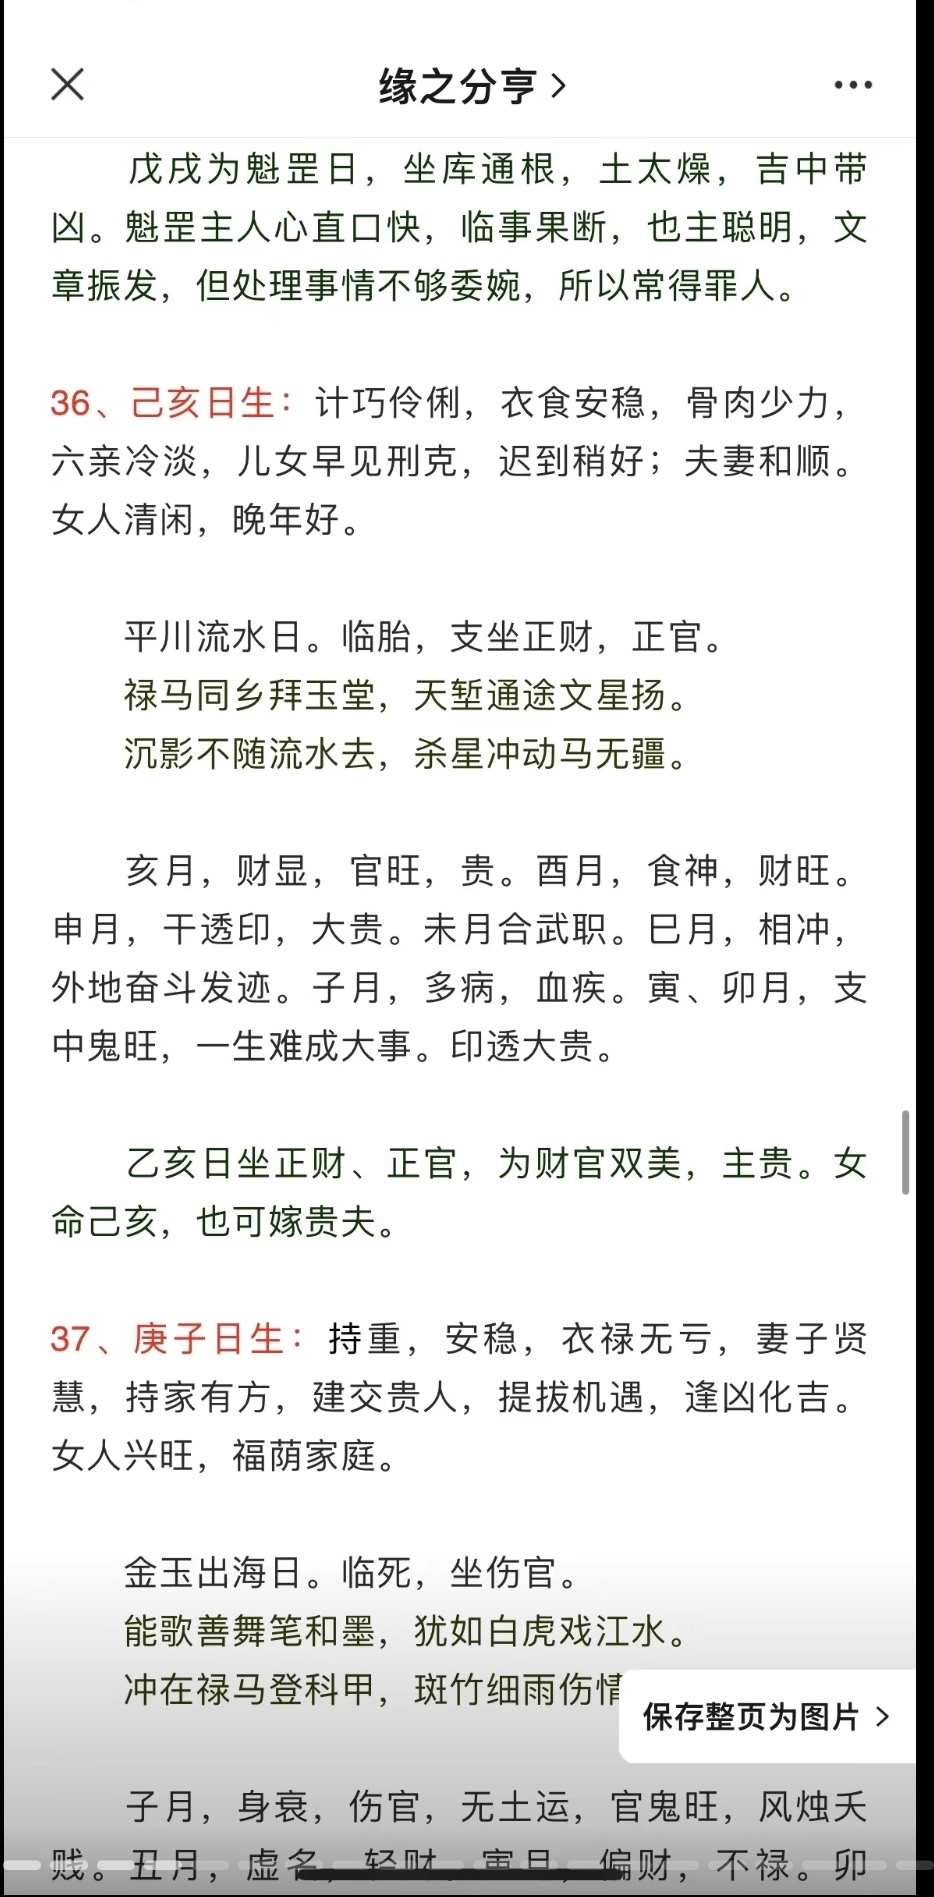 缘之分亨
戊戌为魁罡日，坐库通根，土太燥，吉中带
凶。魁罡主人心直口快，临事果断，也主聪明，文
章振发，但处理事情不够委婉，所以常得罪人。
36、己亥日生：计巧伶俐，衣食安稳，骨肉少力，
六亲冷淡，儿女早见刑克，迟到稍好；夫妻和顺。
女人清闲，晚年好。
平川流水日。临胎，支坐正财，正官。
禄马同乡拜玉堂，天堑通途文星扬。
沉影不随流水去，杀星冲动马无疆。
亥月，财显，官旺，贵。酉月，食神，财旺。
申月，干透印，大贵。未月合武职。巳月，相冲，
外地奋斗发迹。子月，多病，血疾。寅、卯月，支
中鬼旺，一生难成大事。印透大贵。
乙亥日坐正财、正官，为财官双美，主贵。女
命己亥，也可嫁贵夫。
37、庚子日生：持重，安稳，衣禄无亏，妻子贤
慧，持家有方，建交贵人，提拔机遇，逢凶化吉。
女人兴旺，福荫家庭。
金玉出海日。临死，坐伤官。
能歌善舞笔和墨，犹如白虎戏江水。
冲在禄马登科甲，斑竹细雨伤情
保存整页为图片
子月，身衰，伤官，无土运，官鬼旺，风烛夭
贱。丑月，虚名，轻财。寅月，偏财，不禄。卯